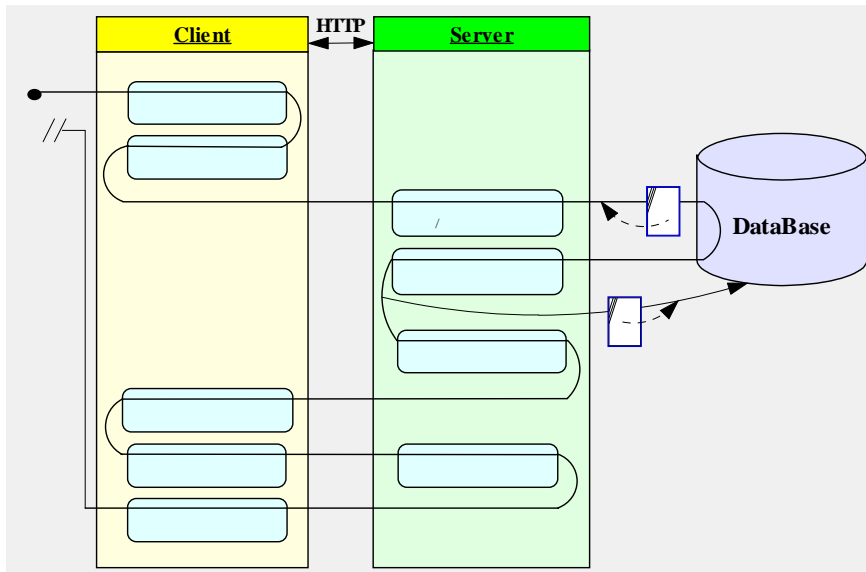 Client
HTTP
Server
/
DataBase